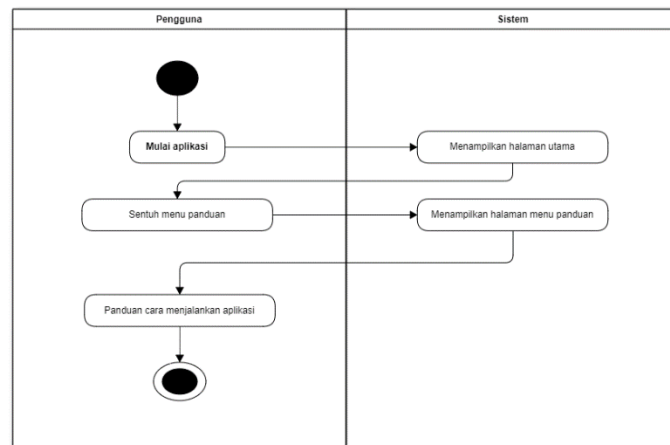 Pengguna
Sistem
Mulai aplikasi
Menampilkan halaman utama
Sentuh menu panduan
Menampilkan halaman menu panduan
Panduan cara menjalankan aplikasi